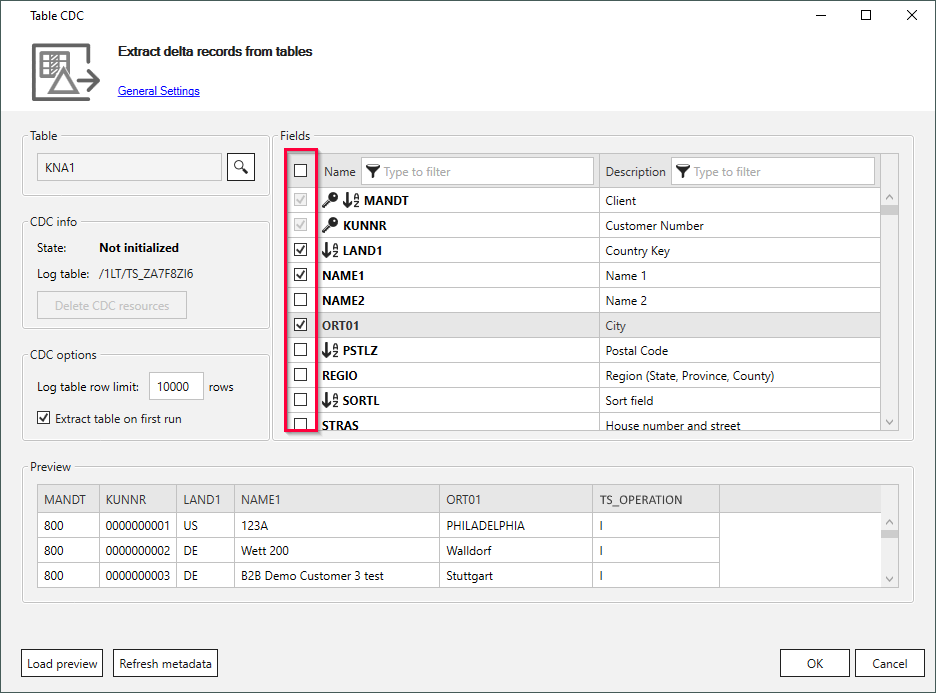 Table CDC
Extract delta records from tables
General Settings
Table
KNA1
CDC info
State: Not initialized
Log table: /1LT/TS_ZA7F8ZI6
Delete CDC resources
CDC options
Log table row limit: 10000 rows
Extract table on first run
Fields
Name Type to filter Description Type to filter
MANDT Client
KUNNR Customer Number
LAND1 Country Key
NAME1 Name 1
NAME2 Name 2
ORT01 City
PSTLZ Postal Code
REGIO Region (State, Province, County)
SORTL Sort field
STRAS House number and street
Preview
MANDT KUNNR LAND1 NAME1 ORT01 TS_OPERATION
800 0000000001 US 123A PHILADELPHIA I
800 0000000002 DE Wett 200 Walldorf I
800 0000000003 DE B2B Demo Customer 3 test Stuttgart I
Load preview Refresh metadata OK Cancel